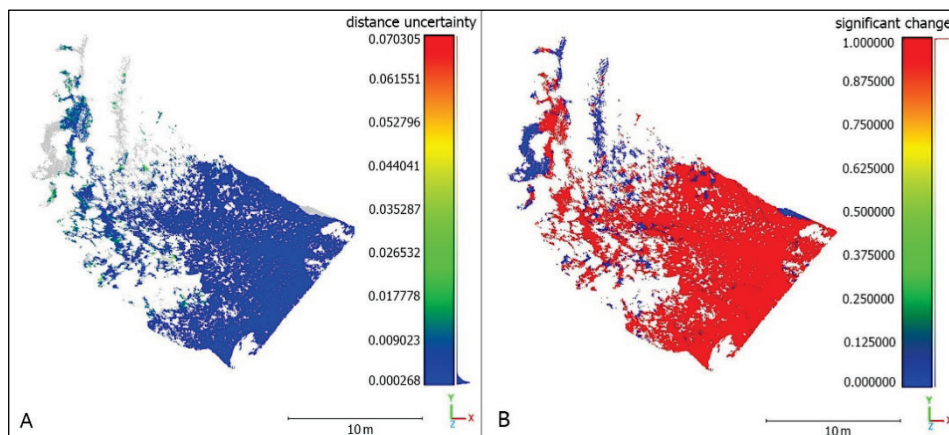 distance uncertainty
0.070305
0.061551
0.052796
0.044041
0.035287
0.026532
0.017778
0.009023
0.000268
A
Y
Z
X
10 m
significant change
1.000000
0.875000
0.750000
0.625000
0.500000
0.375000
0.250000
0.125000
0.000000
B
Y
Z
X
10 m